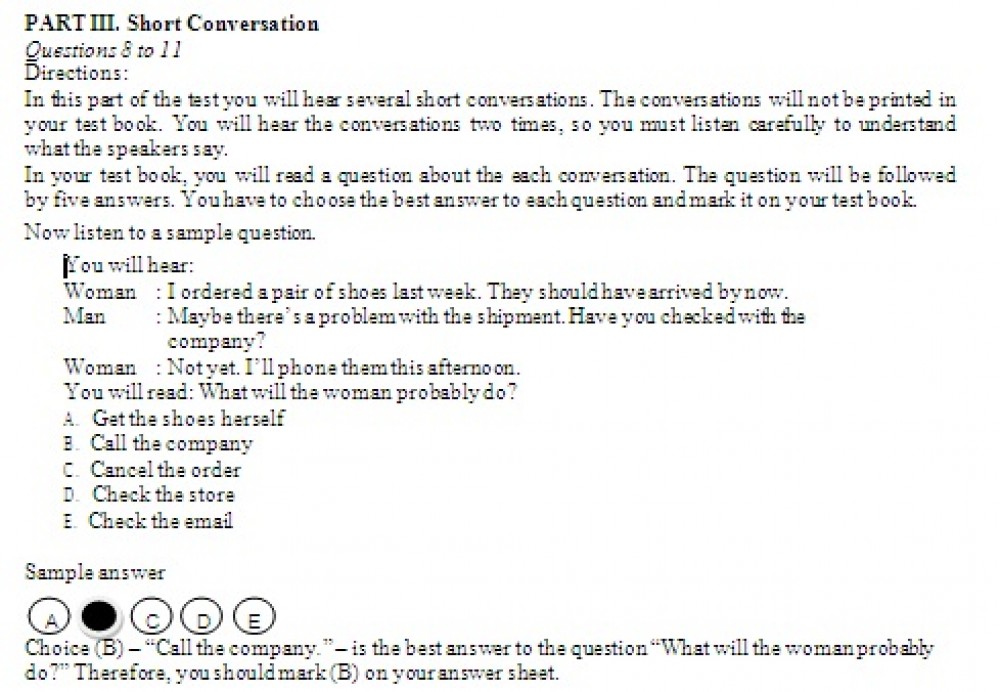 PART III. Short Conversation
Questions 8 to 11
Directions:
In this part of the test you will hear several short conversations. The conversations will not be printed in
your test book. You will hear the conversations two times, so you must listen carefully to understand
what the speakers say.
In your test book, you will read a question about the each conversation. The question will be followed
by five answers. You have to choose the best answer to each question and mark it on your test book.
Now listen to a sample question.
You will hear:
Woman : I ordered a pair of shoes last week. They should have arrived by now.
Man : Maybe there's a problem with the shipment. Have you checked with the
company?
Woman : Not yet. I'll phone them this afternoon.
You will read: What will the woman probably do?
A. Get the shoes herself
B. Call the company
C. Cancel the order
D. Check the store
E. Check the email
Sample answer
A C D E
Choice (B) – “Call the company.” – is the best answer to the question “What will the woman probably
do?” Therefore, you should mark (B) on your answer sheet.